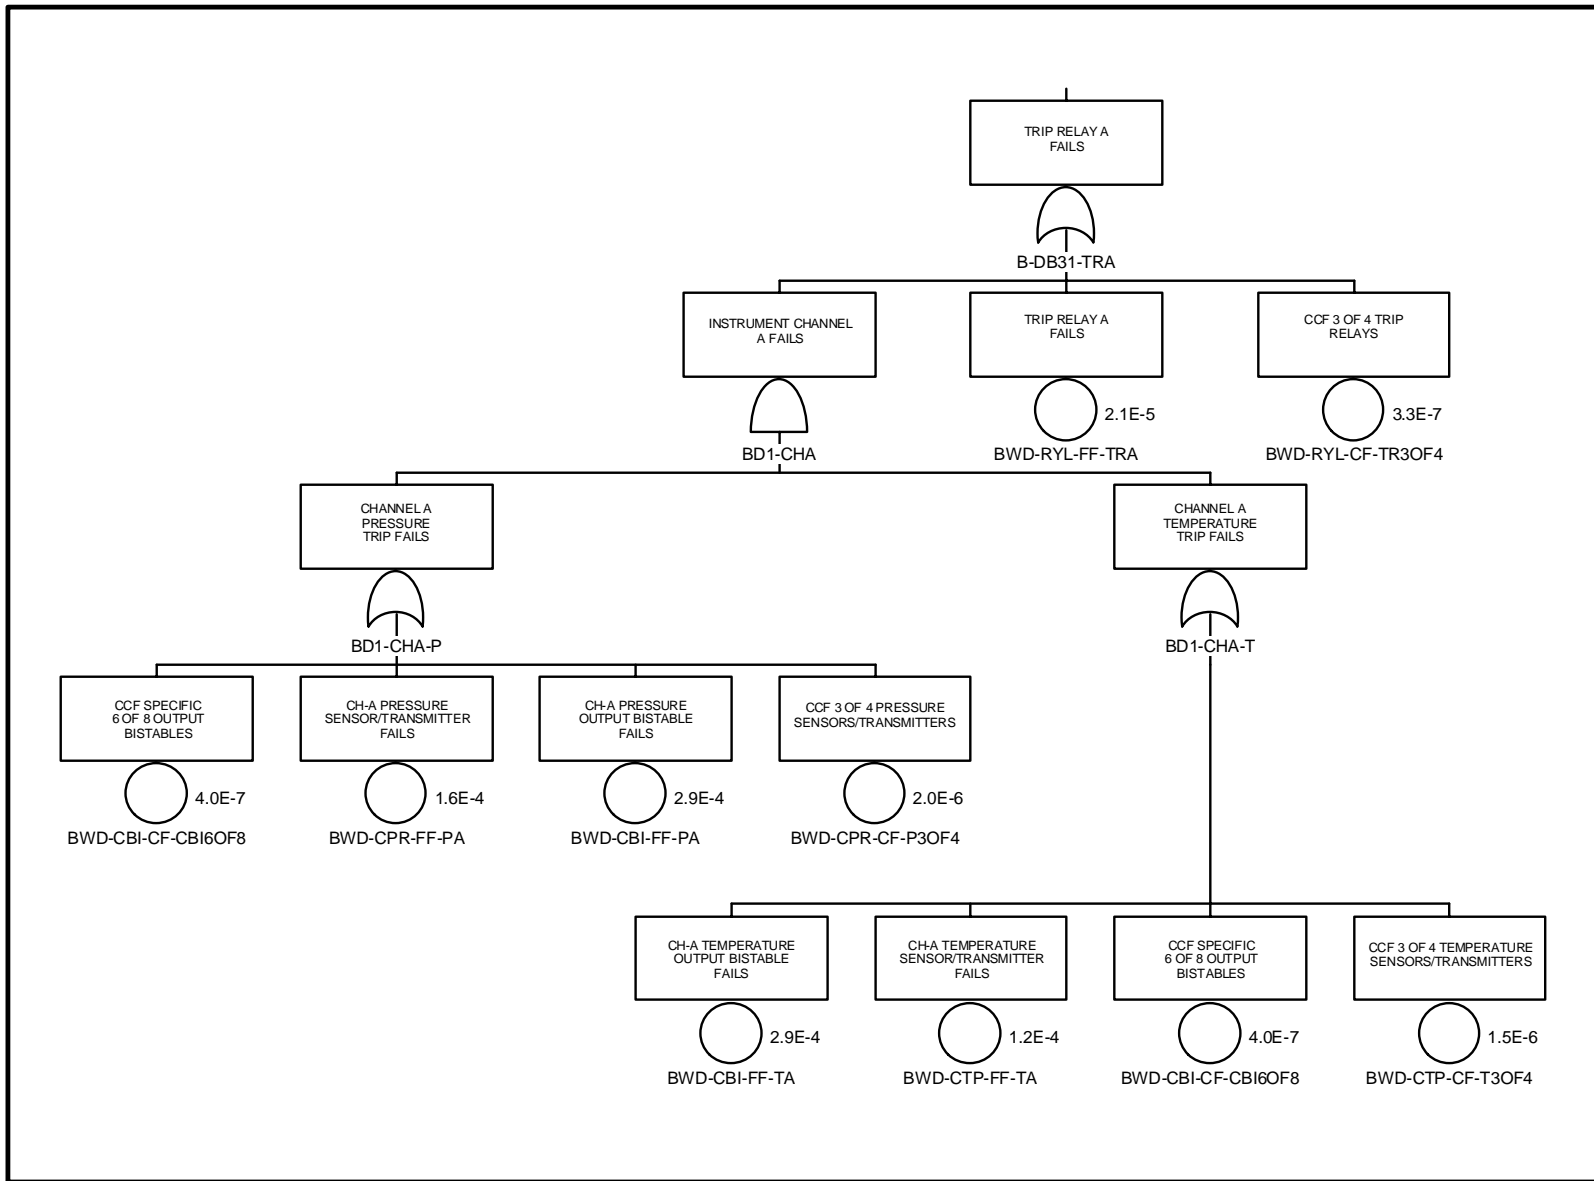 TRIP RELAY A
FAILS
B-DB31-TRA
INSTRUMENT CHANNEL
A FAILS
TRIP RELAY A
FAILS
CCF 3 OF 4 TRIP
RELAYS
BD1-CHA
2.1E-5
BWD-RYL-FF-TRA
3.3E-7
BWD-RYL-CF-TR3OF4
CHANNEL A
PRESSURE
TRIP FAILS
BD1-CHA-P
CHANNEL A
TEMPERATURE
TRIP FAILS
BD1-CHA-T
CCF SPECIFIC
6 OF 8 OUTPUT
BISTABLES
4.0E-7
BWD-CBI-CF-CBI6OF8
CH-A PRESSURE
SENSOR/TRANSMITTER
FAILS
1.6E-4
BWD-CPR-FF-PA
CH-A PRESSURE
OUTPUT BISTABLE
FAILS
2.9E-4
BWD-CBI-FF-PA
CCF 3 OF 4 PRESSURE
SENSORS/TRANSMITTERS
2.0E-6
BWD-CPR-CF-P3OF4
CH-A TEMPERATURE
OUTPUT BISTABLE
FAILS
2.9E-4
BWD-CBI-FF-TA
CH-A TEMPERATURE
SENSOR/TRANSMITTER
FAILS
1.2E-4
BWD-CTP-FF-TA
CCF SPECIFIC
6 OF 8 OUTPUT
BISTABLES
4.0E-7
BWD-CBI-CF-CBI6OF8
CCF 3 OF 4 TEMPERATURE
SENSORS/TRANSMITTERS
1.5E-6
BWD-CTP-CF-T3OF4